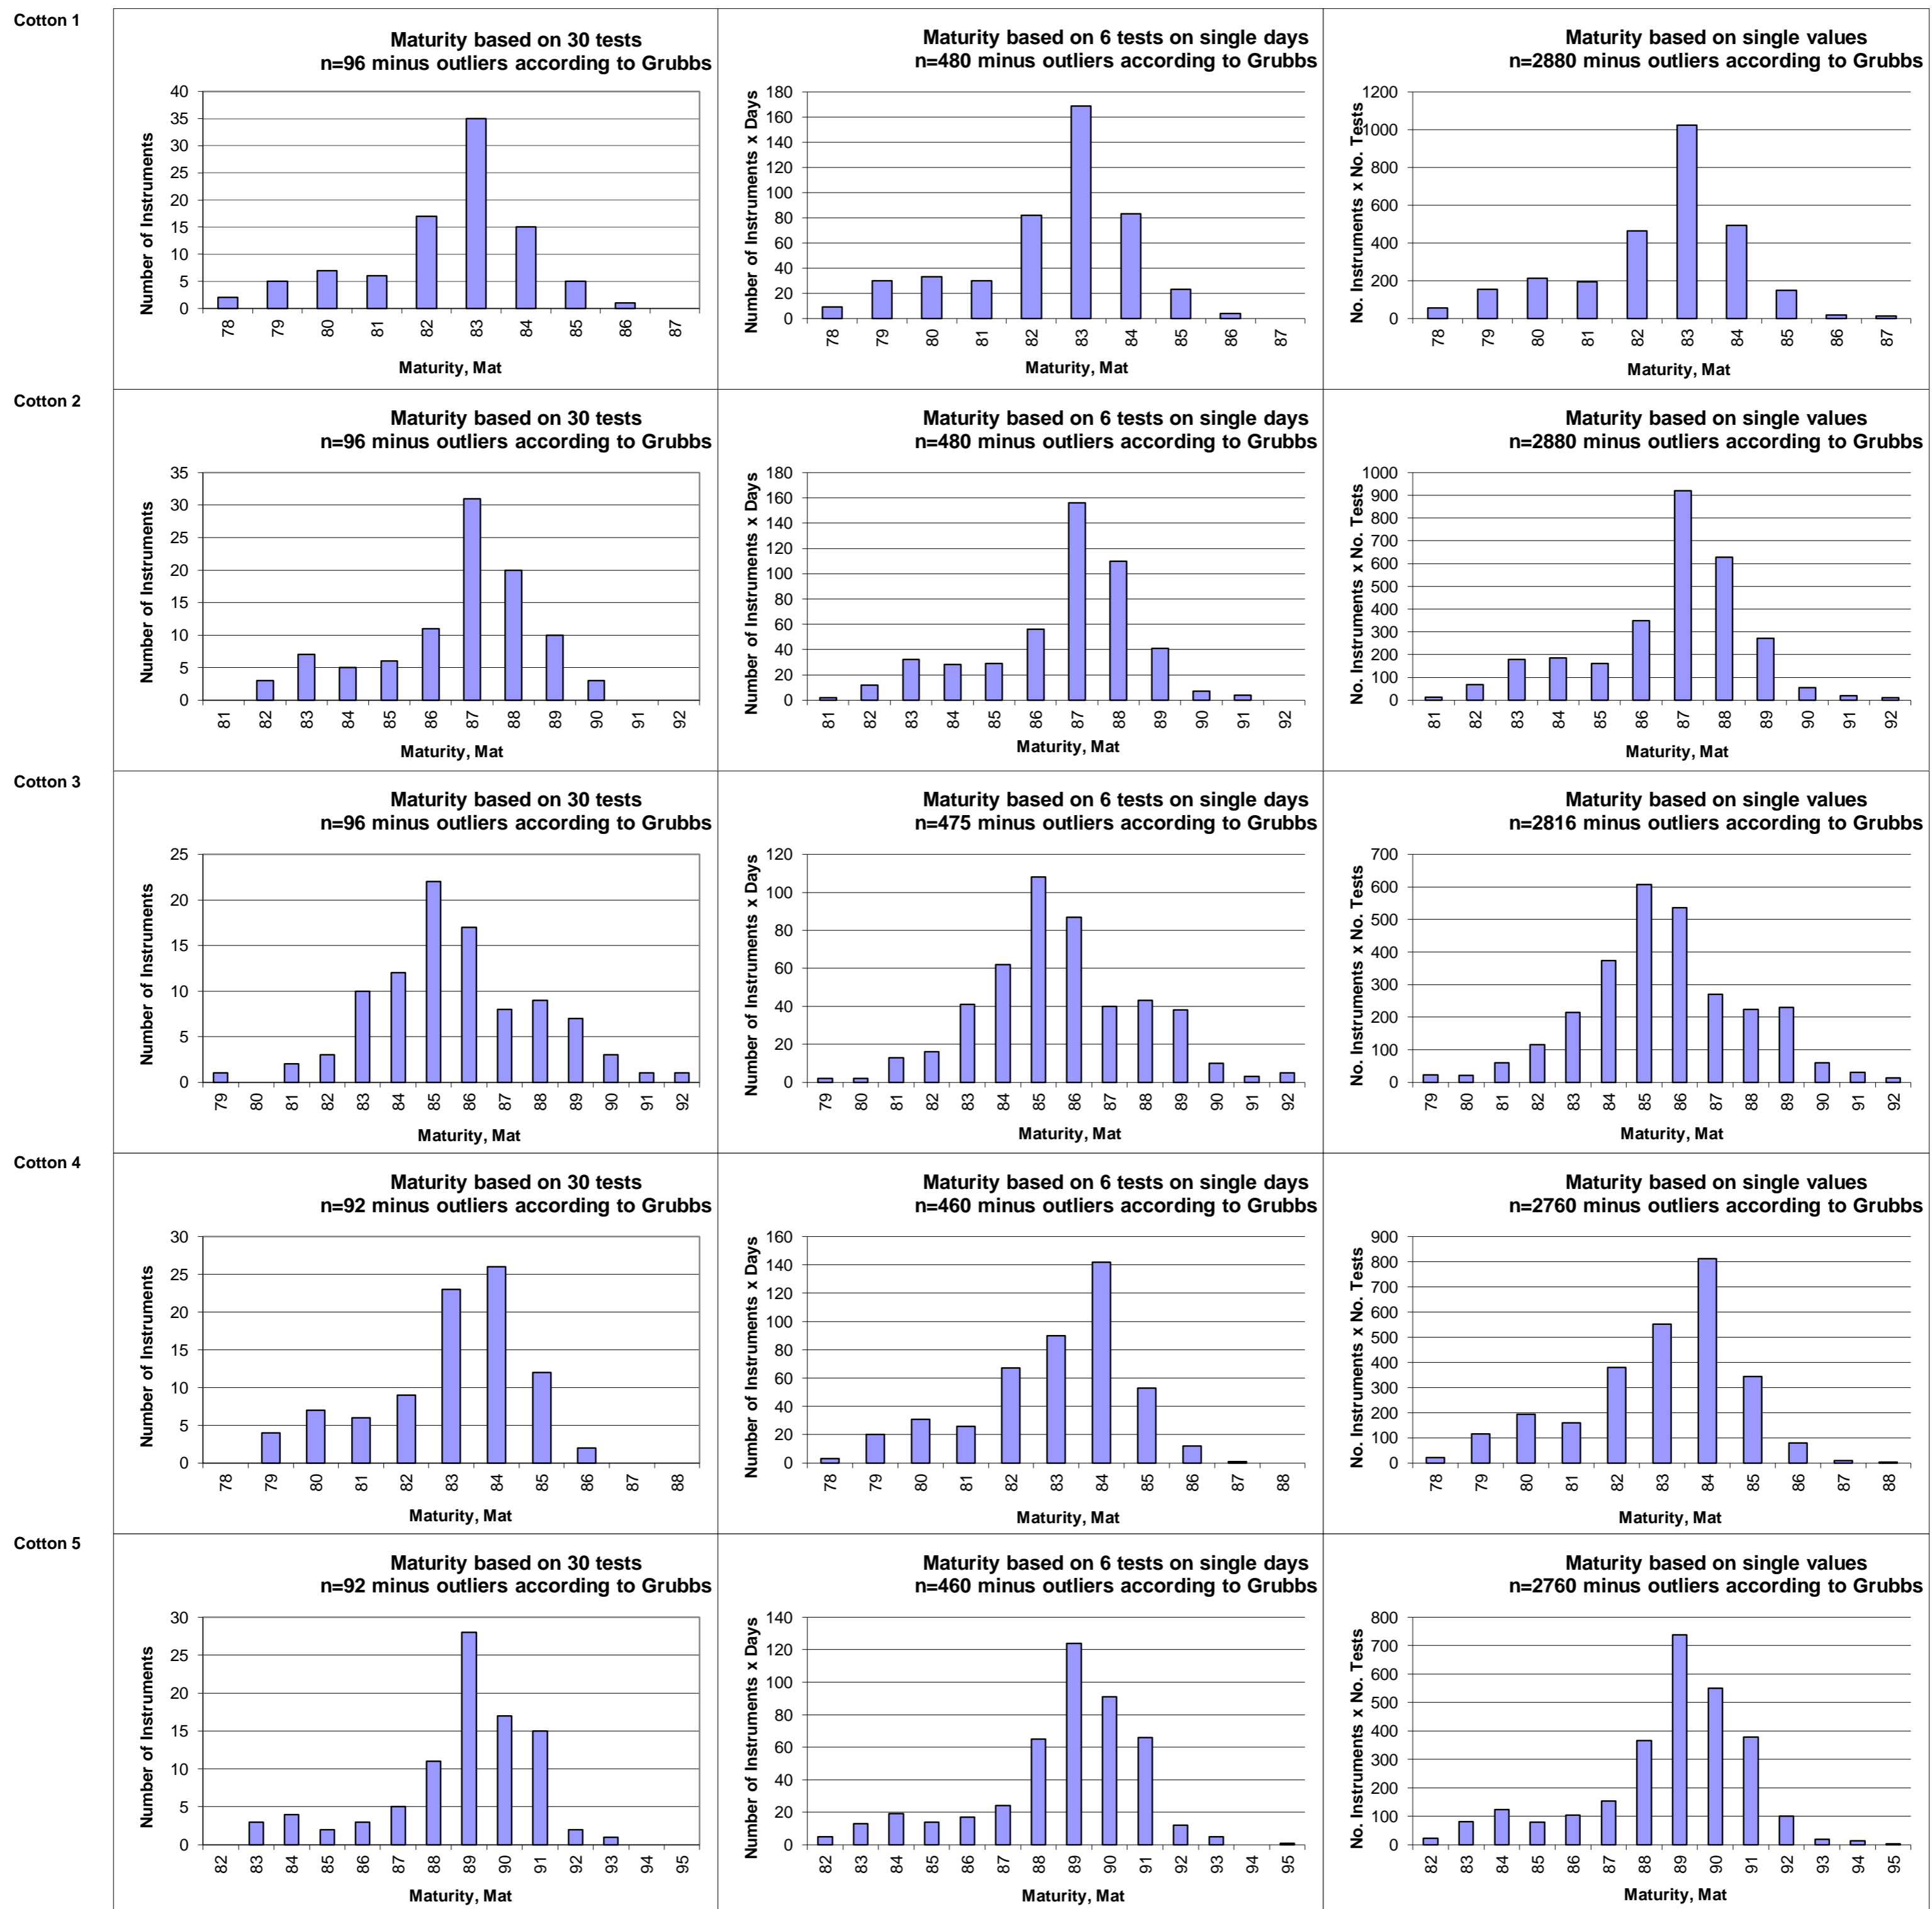 Cotton 1
Maturity based on 30 tests
n=96 minus outliers according to Grubbs
Number of Instruments
40
35
30
25
20
15
10
5
0
78 79 80 81 82 83 84 85 86 87
Maturity, Mat
Maturity based on 6 tests on single days
n=480 minus outliers according to Grubbs
Number of Instruments x Days
180
160
140
120
100
80
60
40
20
0
78 79 80 81 82 83 84 85 86 87
Maturity, Mat
Maturity based on single values
n=2880 minus outliers according to Grubbs
No. Instruments x No. Tests
1200
1000
800
600
400
200
0
78 79 80 81 82 83 84 85 86 87
Maturity, Mat
Cotton 2
Maturity based on 30 tests
n=96 minus outliers according to Grubbs
Number of Instruments
35
30
25
20
15
10
5
0
81 82 83 84 85 86 87 88 89 90 91 92
Maturity, Mat
Maturity based on 6 tests on single days
n=480 minus outliers according to Grubbs
Number of Instruments x Days
180
160
140
120
100
80
60
40
20
0
81 82 83 84 85 86 87 88 89 90 91 92
Maturity, Mat
Maturity based on single values
n=2880 minus outliers according to Grubbs
No. Instruments x No. Tests
1000
900
800
700
600
500
400
300
200
100
0
81 82 83 84 85 86 87 88 89 90 91 92
Maturity, Mat
Cotton 3
Maturity based on 30 tests
n=96 minus outliers according to Grubbs
Number of Instruments
25
20
15
10
5
0
79 80 81 82 83 84 85 86 87 88 89 90 91 92
Maturity, Mat
Maturity based on 6 tests on single days
n=475 minus outliers according to Grubbs
Number of Instruments x Days
120
100
80
60
40
20
0
79 80 81 82 83 84 85 86 87 88 89 90 91 92
Maturity, Mat
Maturity based on single values
n=2816 minus outliers according to Grubbs
No. Instruments x No. Tests
700
600
500
400
300
200
100
0
79 80 81 82 83 84 85 86 87 88 89 90 91 92
Maturity, Mat
Cotton 4
Maturity based on 30 tests
n=92 minus outliers according to Grubbs
Number of Instruments
30
25
20
15
10
5
0
78 79 80 81 82 83 84 85 86 87 88
Maturity, Mat
Maturity based on 6 tests on single days
n=460 minus outliers according to Grubbs
Number of Instruments x Days
160
140
120
100
80
60
40
20
0
78 79 80 81 82 83 84 85 86 87 88
Maturity, Mat
Maturity based on single values
n=2760 minus outliers according to Grubbs
No. Instruments x No. Tests
900
800
700
600
500
400
300
200
100
0
78 79 80 81 82 83 84 85 86 87 88
Maturity, Mat
Cotton 5
Maturity based on 30 tests
n=92 minus outliers according to Grubbs
Number of Instruments
30
25
20
15
10
5
0
82 83 84 85 86 87 88 89 90 91 92 93 94 95
Maturity, Mat
Maturity based on 6 tests on single days
n=460 minus outliers according to Grubbs
Number of Instruments x Days
140
120
100
80
60
40
20
0
82 83 84 85 86 87 88 89 90 91 92 93 94 95
Maturity, Mat
Maturity based on single values
n=2760 minus outliers according to Grubbs
No. Instruments x No. Tests
800
700
600
500
400
300
200
100
0
82 83 84 85 86 87 88 89 90 91 92 93 94 95
Maturity, Mat